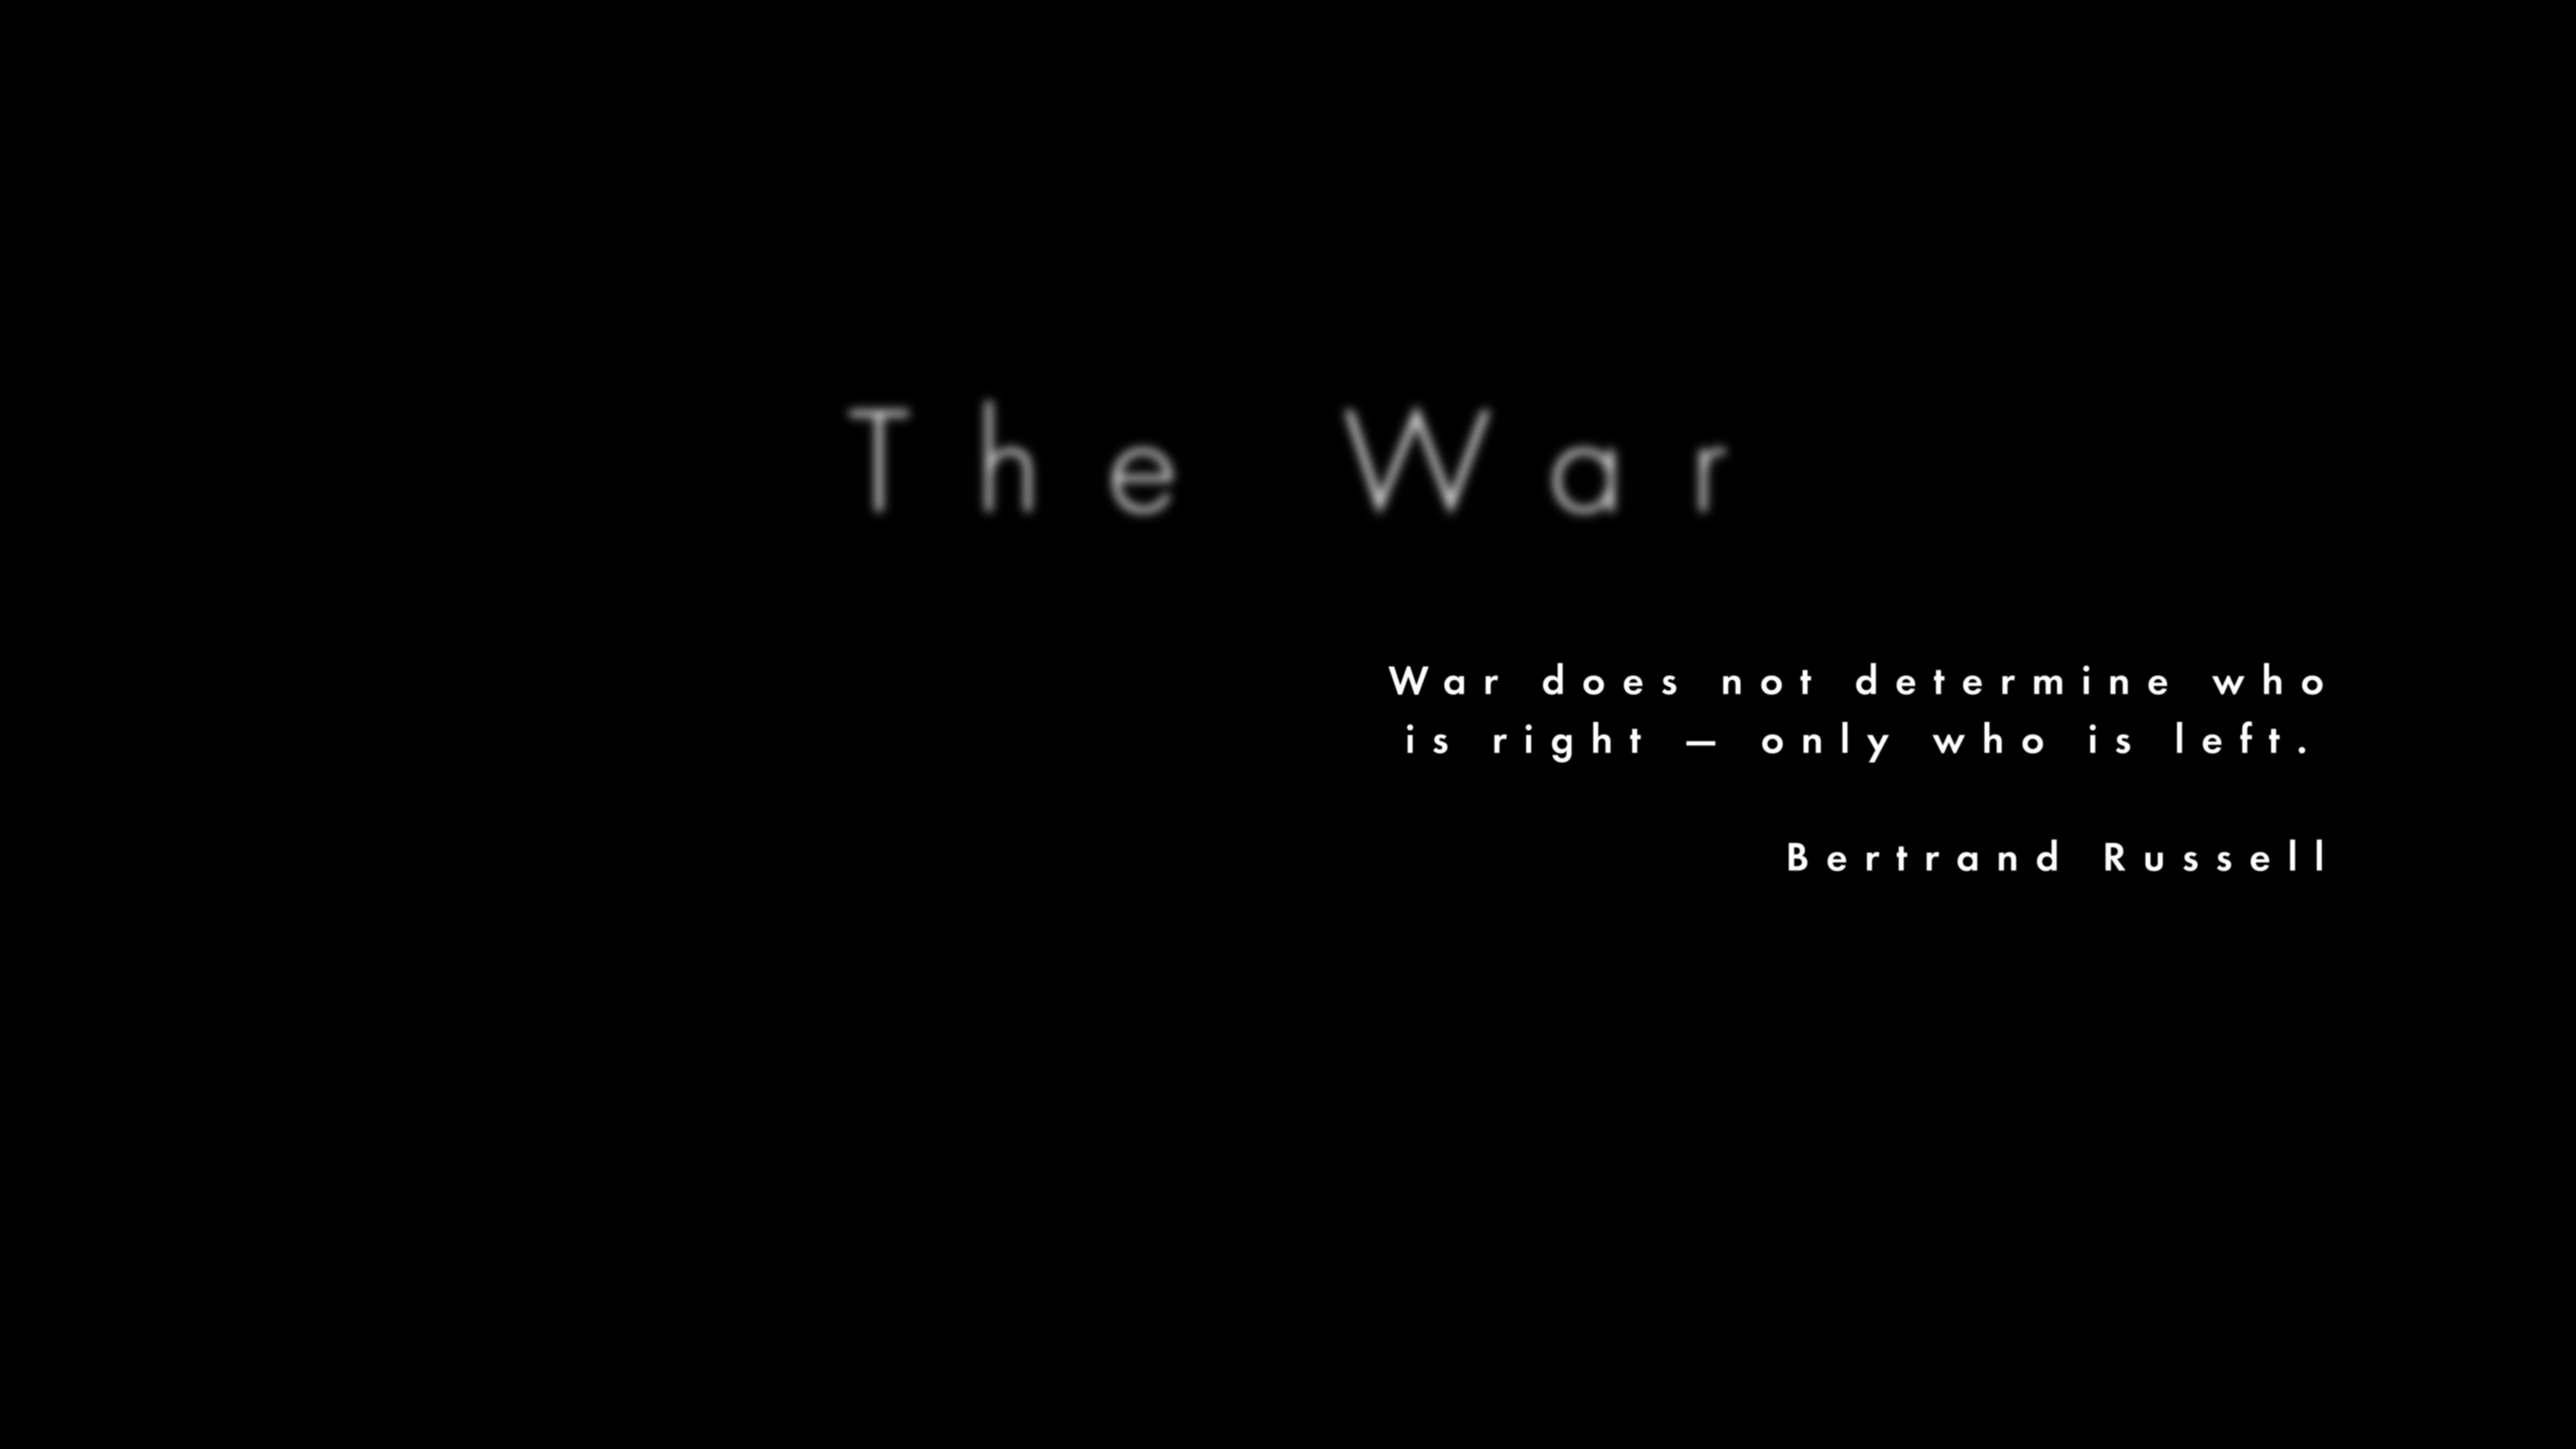 The War
War does not determine who
is right — only who is left.
Bertrand Russell